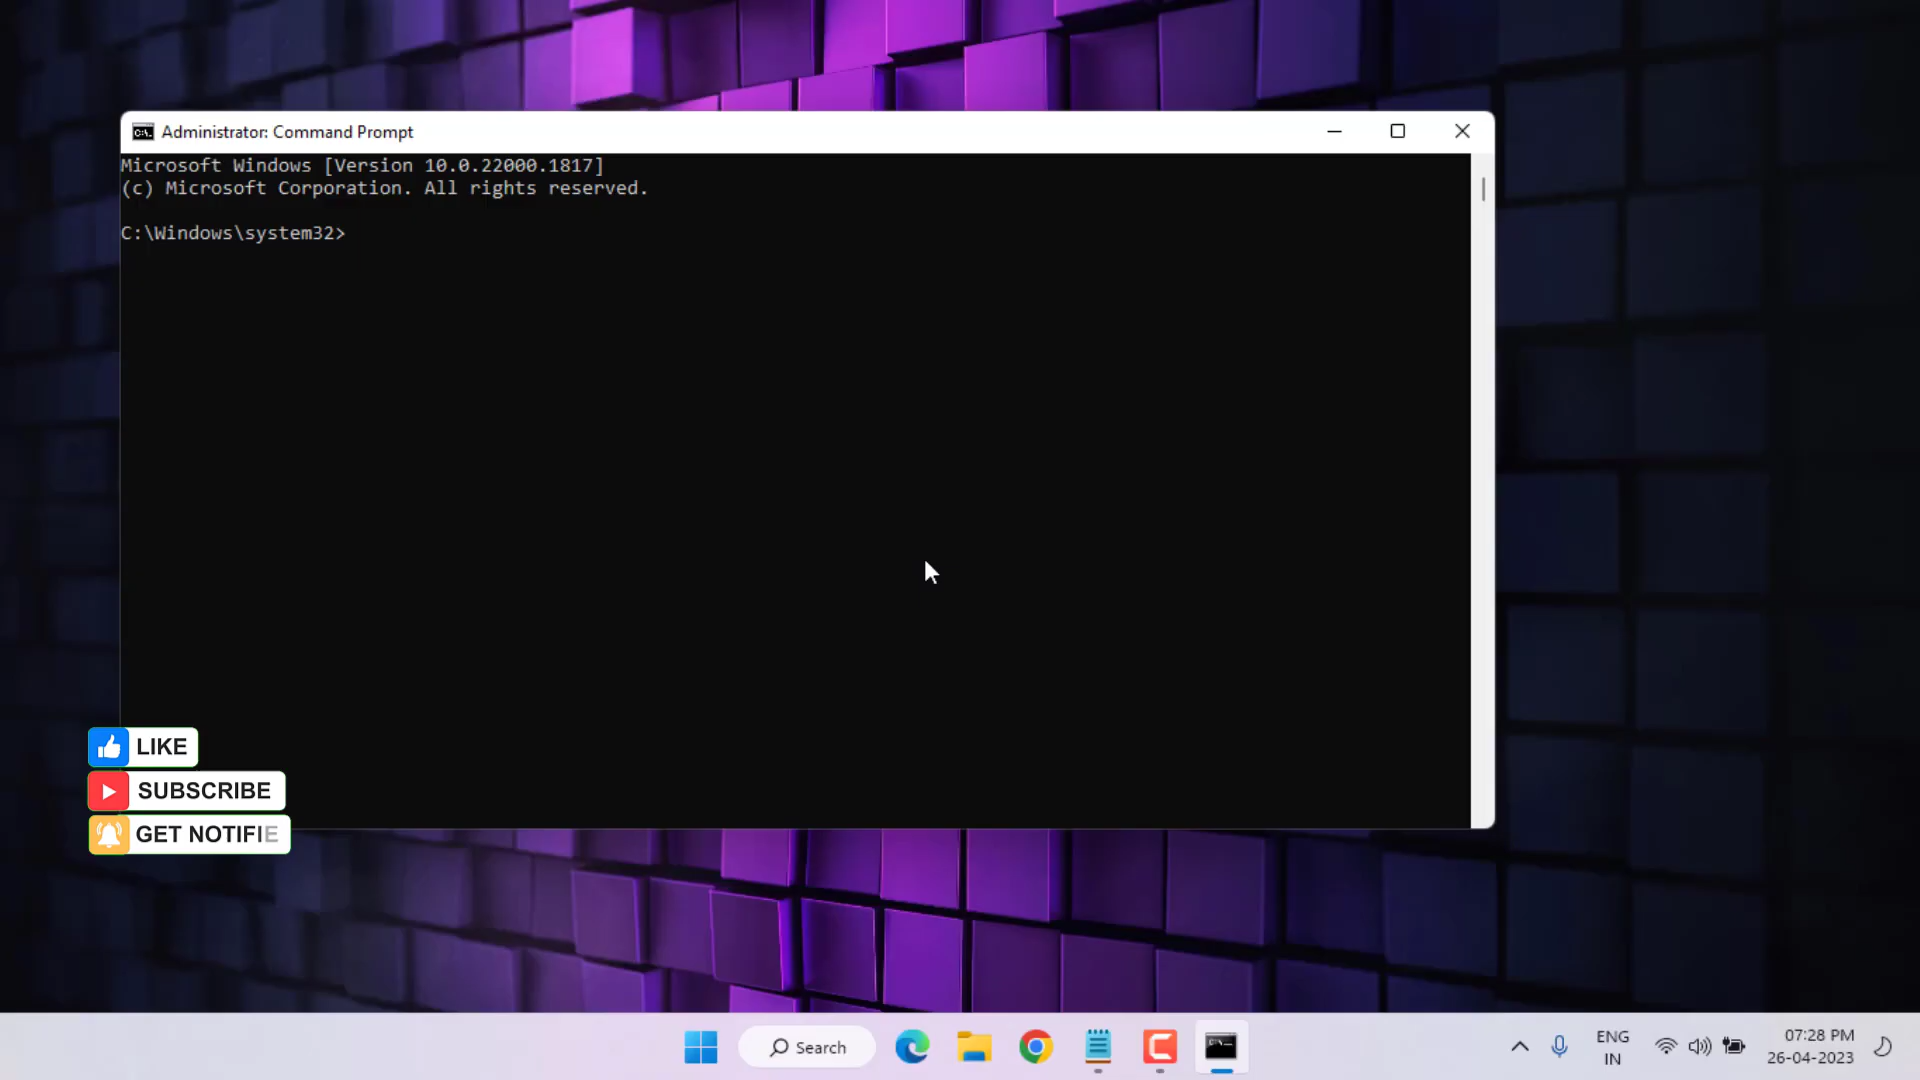 Administrator: Command Prompt
Microsoft Windows [Version 10.0.22000.1817]
(c) Microsoft Corporation. All rights reserved.
C:\Windows\system32>
LIKE
SUBSCRIBE
GET NOTIFIE
Search
ENG
IN
07:28 PM
26-04-2023